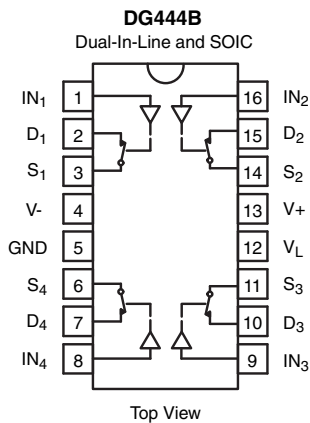 DG444B
Dual-In-Line and SOIC
IN1 1 16 IN2
D1 2 15 D2
S1 3 14 S2
V- 4 13 V+
GND 5 12 VL
S4 6 11 S3
D4 7 10 D3
IN4 8 9 IN3
Top View